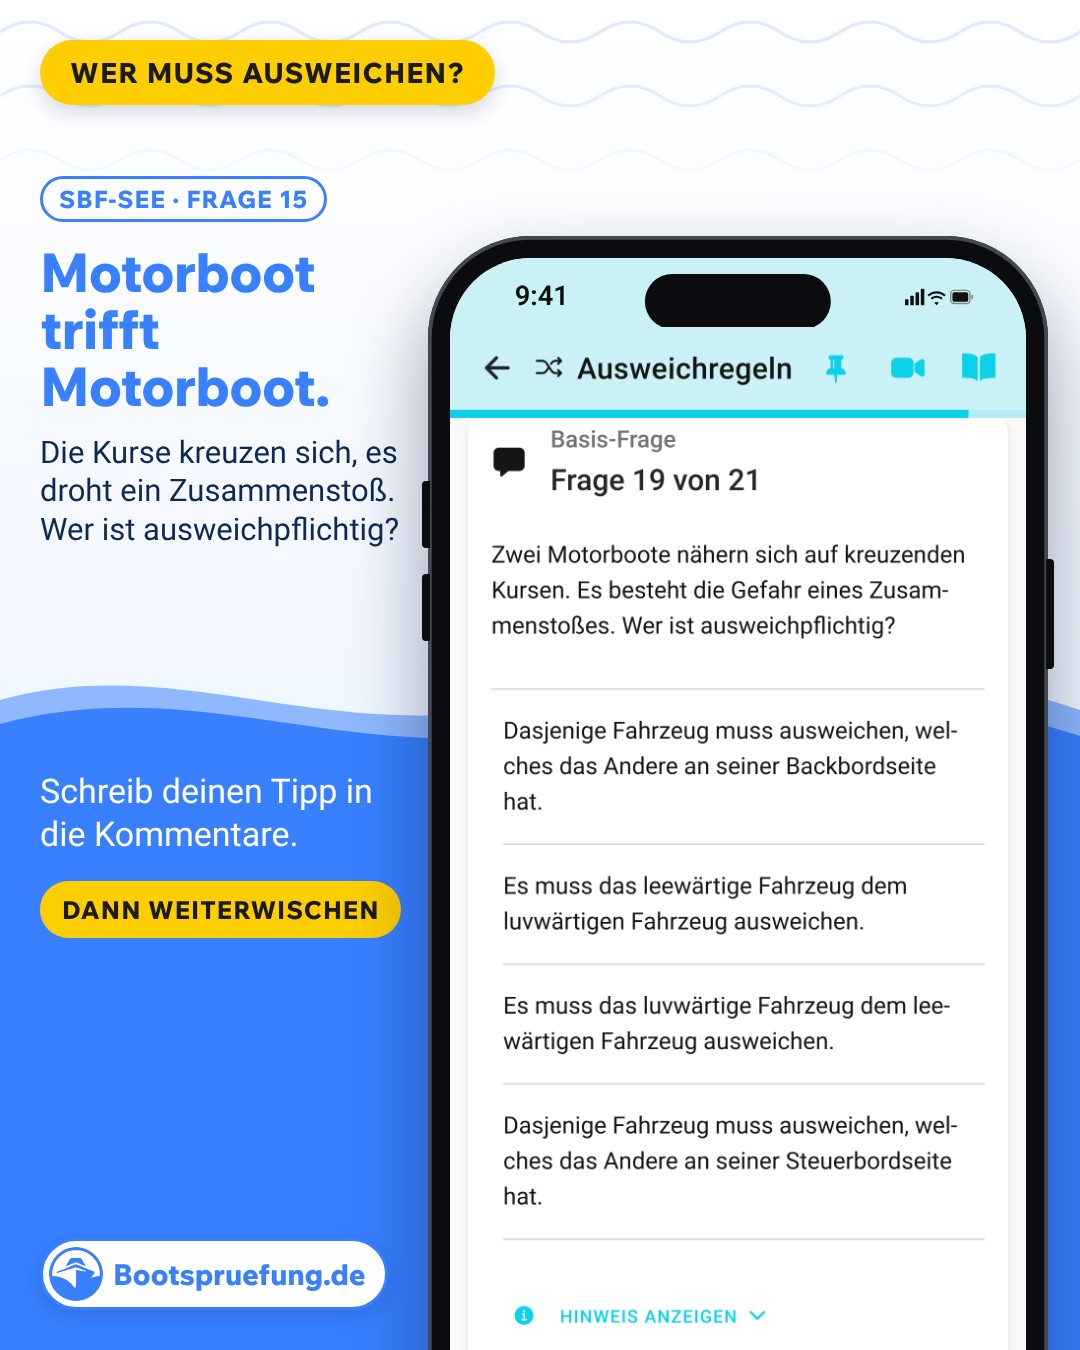 WER MUSS AUSWEICHEN?
SBF-SEE · FRAGE 15
Motorboot
trifft
Motorboot.
Die Kurse kreuzen sich, es
droht ein Zusammenstoß.
Wer ist ausweichpflichtig?
Schreib deinen Tipp in
die Kommentare.
DANN WEITERWISCHEN
Bootspruefung.de
9:41
Ausweichregeln
Basis-Frage
Frage 19 von 21
Zwei Motorboote nähern sich auf kreuzenden
Kursen. Es besteht die Gefahr eines Zusam-
menstoßes. Wer ist ausweichpflichtig?
Dasjenige Fahrzeug muss ausweichen, wel-
ches das Andere an seiner Backbordseite
hat.
Es muss das leewärtige Fahrzeug dem
luvwärtigen Fahrzeug ausweichen.
Es muss das luvwärtige Fahrzeug dem lee-
wärtigen Fahrzeug ausweichen.
Dasjenige Fahrzeug muss ausweichen, wel-
ches das Andere an seiner Steuerbordseite
hat.
HINWEIS ANZEIGEN